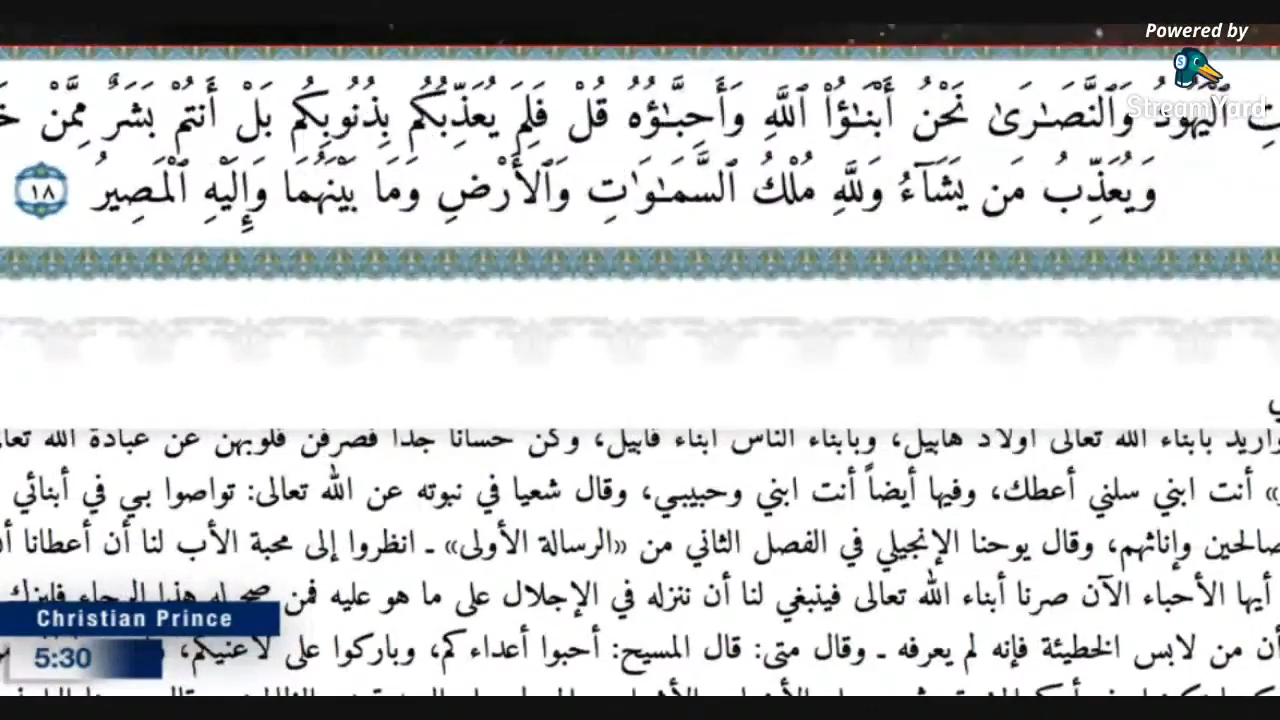 Powered by
StreamYard
ٱلْيَهُودُ وَٱلنَّصَـٰرَىٰ نَحْنُ أَبْنَـٰٓؤُا۟ ٱللَّهِ وَأَحِبَّـٰٓؤُهُۥ قُلْ فَلِمَ يُعَذِّبُكُم بِذُنُوبِكُم بَلْ أَنتُم بَشَرٌ مِّمَّنْ
وَيُعَذِّبُ مَن يَشَآءُ وَلِلَّهِ مُلْكُ ٱلسَّمَـٰوَٰتِ وَٱلْأَرْضِ وَمَا بَيْنَهُمَا وَإِلَيْهِ ٱلْمَصِيرُ ١٨
بأبناء الله تعالى أولاد هابيل، وبأبناء الناس أبناء قابيل، وكن حسانا جدا فصرفن قلوبهن عن عبادة الله
أنت ابني سلني أعطك، وفيها أيضاً أنت ابني وحبيبي، وقال شعيا في نبوته عن الله تعالى: تواصوا بي في أبنائي
وإناثهم، وقال يوحنا الإنجيلي في الفصل الثاني من «الرسالة الأولى» ـ انظروا إلى محبة الأب لنا أن أعطانا
أيها الأحباء الآن صرنا أبناء الله تعالى فينبغي لنا أن ننزله في الإجلال على ما هو عليه فمن صح له هذا الرجاء
أن من لابس الخطيئة فإنه لم يعرفه ـ وقال متى: قال المسيح: أحبوا أعداءكم، وباركوا على لاعنيكم،
Christian Prince
5:30